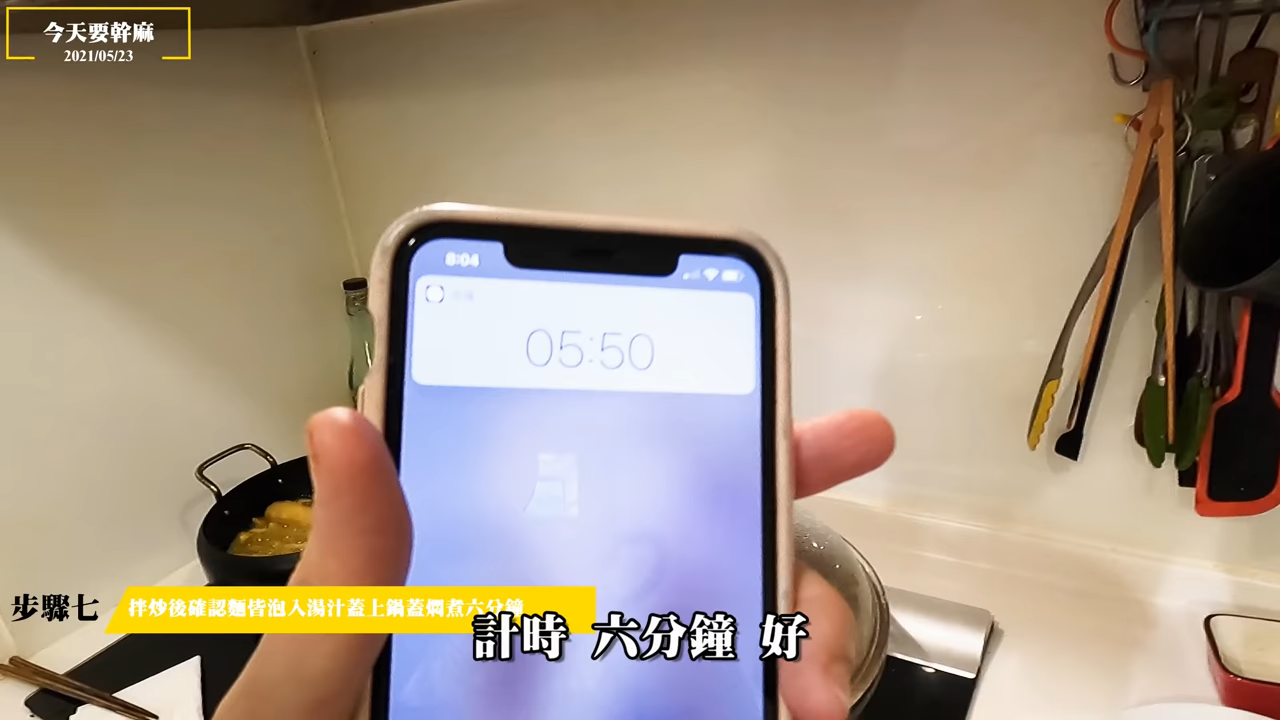 今天要幹麻
2021/05/23
8:04
05:50
步驟七
拌炒後確認麵皆泡入湯汁蓋上鍋蓋燜煮六分鐘
計時 六分鐘 好